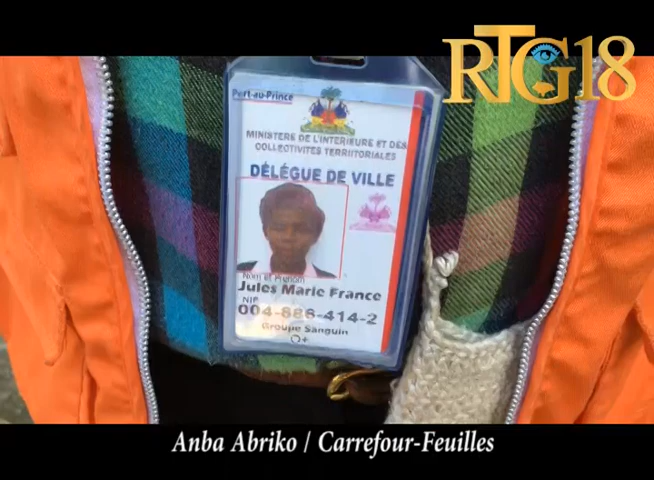 RTG18
Port-au-Prince
MINISTERE DE L'INTERIEURE ET DES
COLLECTIVITES TERRITORIALES
DÉLÉGUE DE VILLE
Nom et Prénom
Jules Marie France
NIF
004-886-414-2
Groupe Sanguin
O+
Anba Abriko / Carrefour-Feuilles